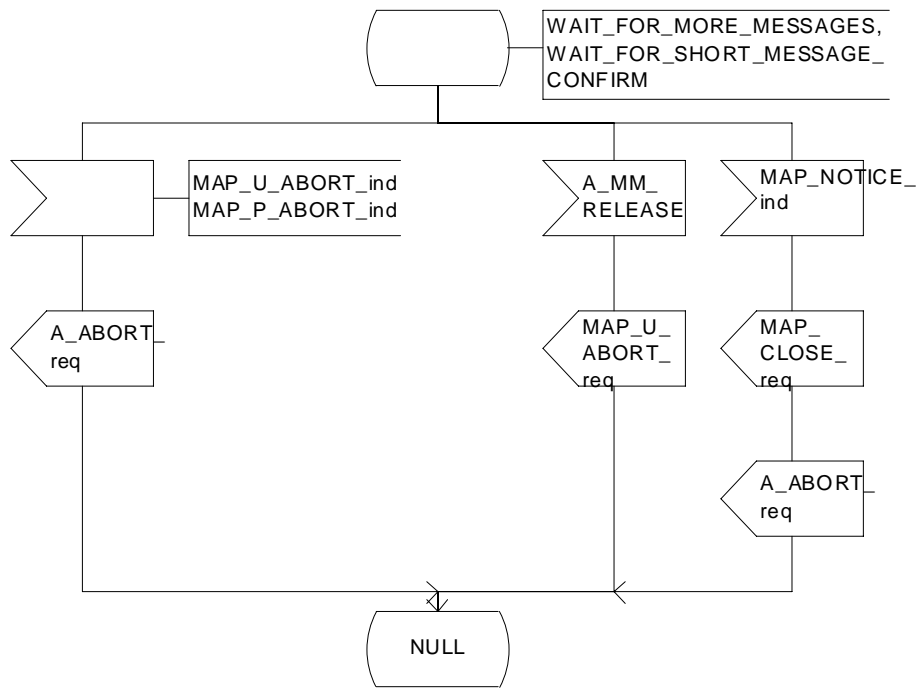 WAIT_FOR_MORE_MESSAGES,
WAIT_FOR_SHORT_MESSAGE_
CONFIRM
MAP_U_ABORT_ind
MAP_P_ABORT_ind
A_MM_
RELEASE
MAP_NOTICE_
ind
A_ABORT_
req
MAP_U_
ABORT_
req
MAP_
CLOSE_
req
A_ABORT_
req
NULL